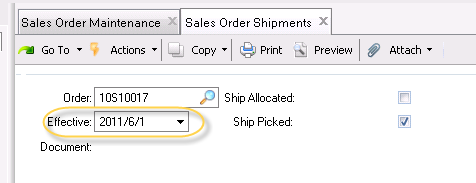 Sales Order Maintenance Sales Order Shipments
Go To Actions Copy Print Preview Attach
Order: 10S10017 Ship Allocated:
Effective: 2011/6/1 Ship Picked:
Document: